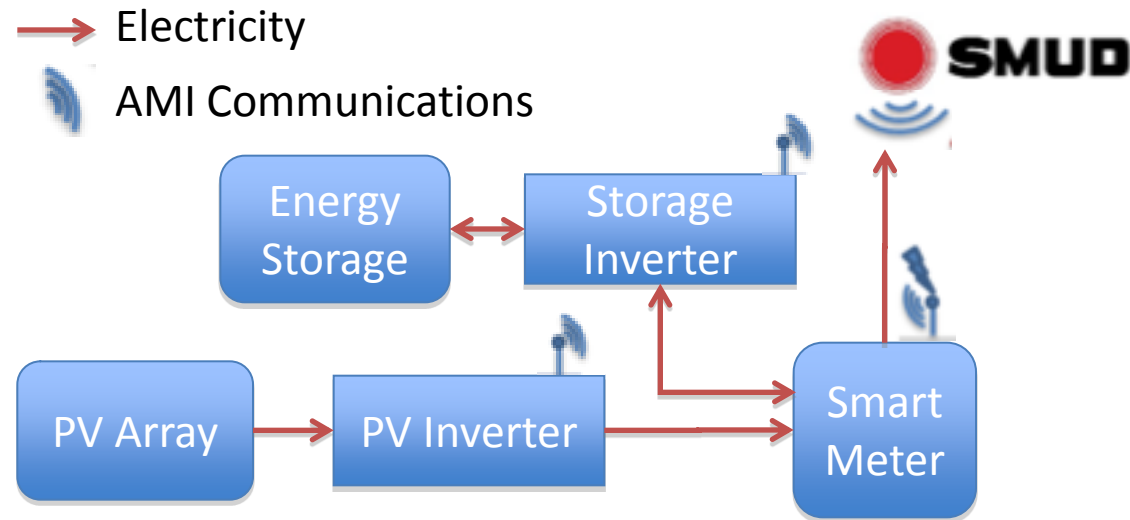 Electricity
AMI Communications
SMUD
Energy
Storage
Storage
Inverter
PV Array
PV Inverter
Smart
Meter